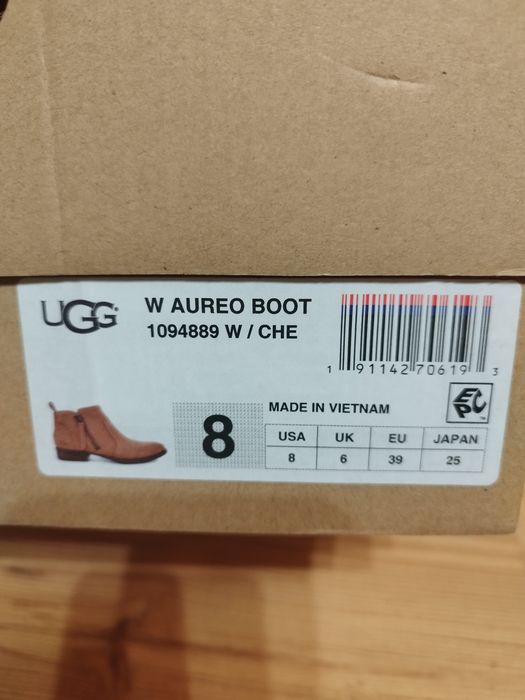 UGG®
W AUREO BOOT
1094889 W / CHE
1 91142 70619 3
8
MADE IN VIETNAM
EPC™
USA UK EU JAPAN
8 6 39 25